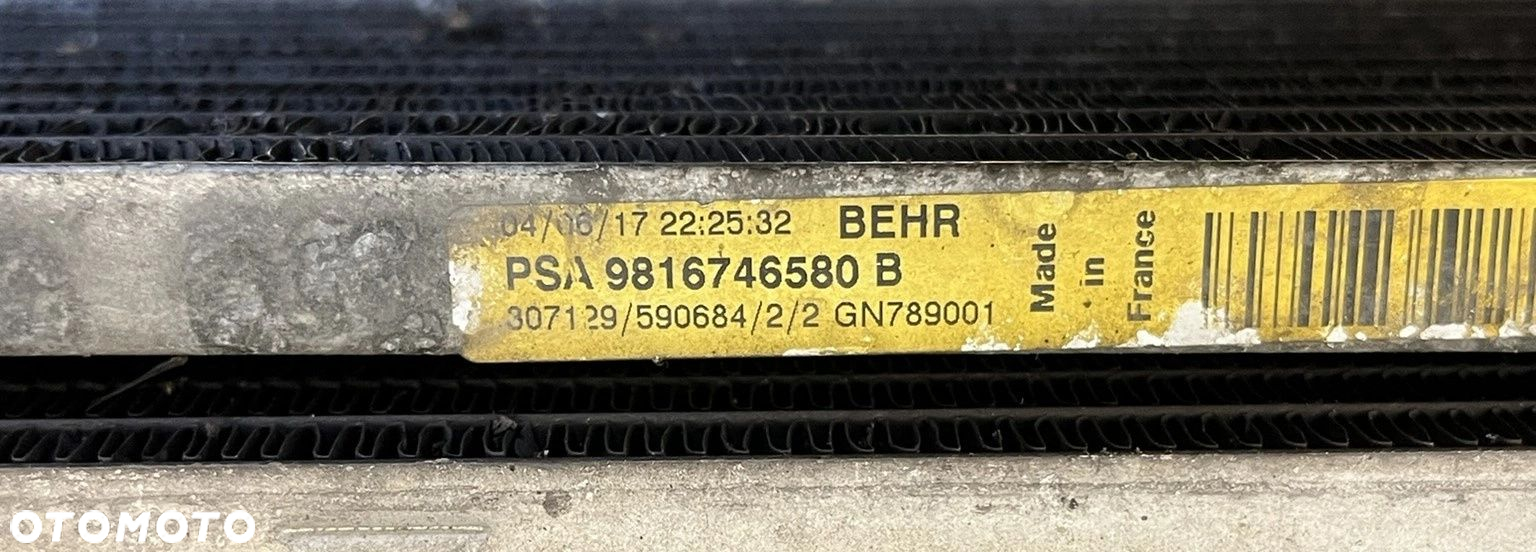 04/06/17 22:25:32 BEHR
PSA 9816746580 B
307129/590684/2/2 GN789001
Made
in
France
OTOMOTO